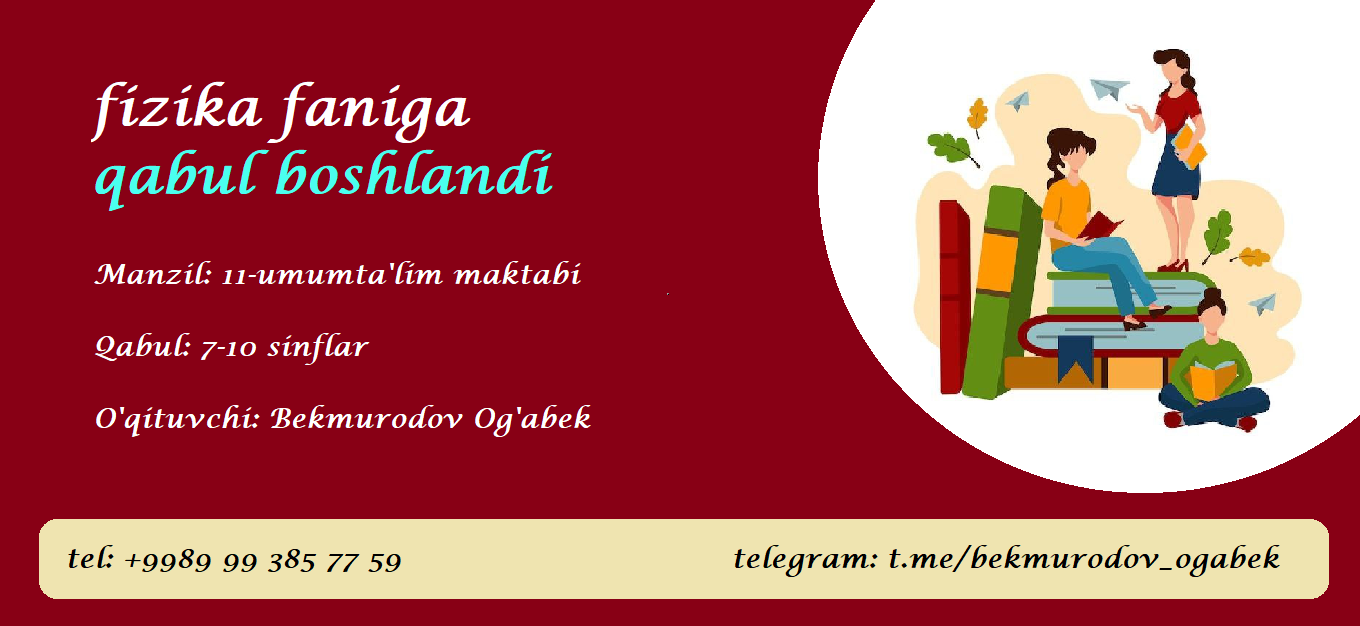 fizika faniga
qabul boshlandi
Manzil: 11-umumta'lim maktabi
Qabul: 7-10 sinflar
O'qituvchi: Bekmurodov Og'abek
tel: +9989 99 385 77 59
telegram: t.me/bekmurodov_ogabek